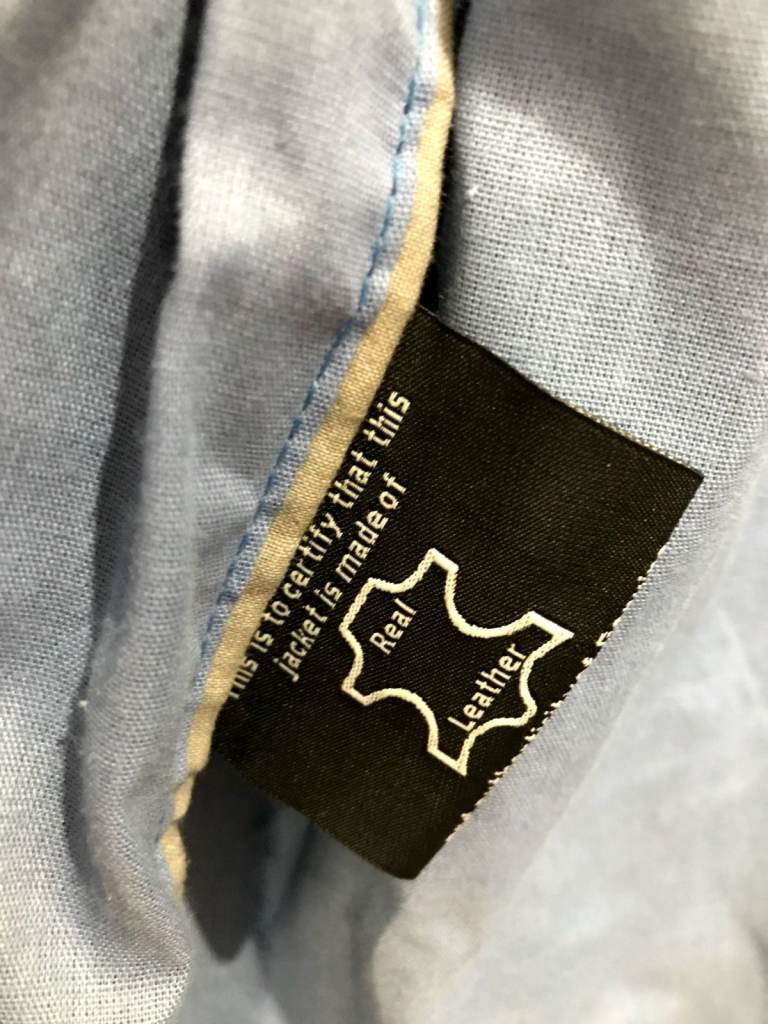 This is to certify that this
jacket is made of
Real
Leather